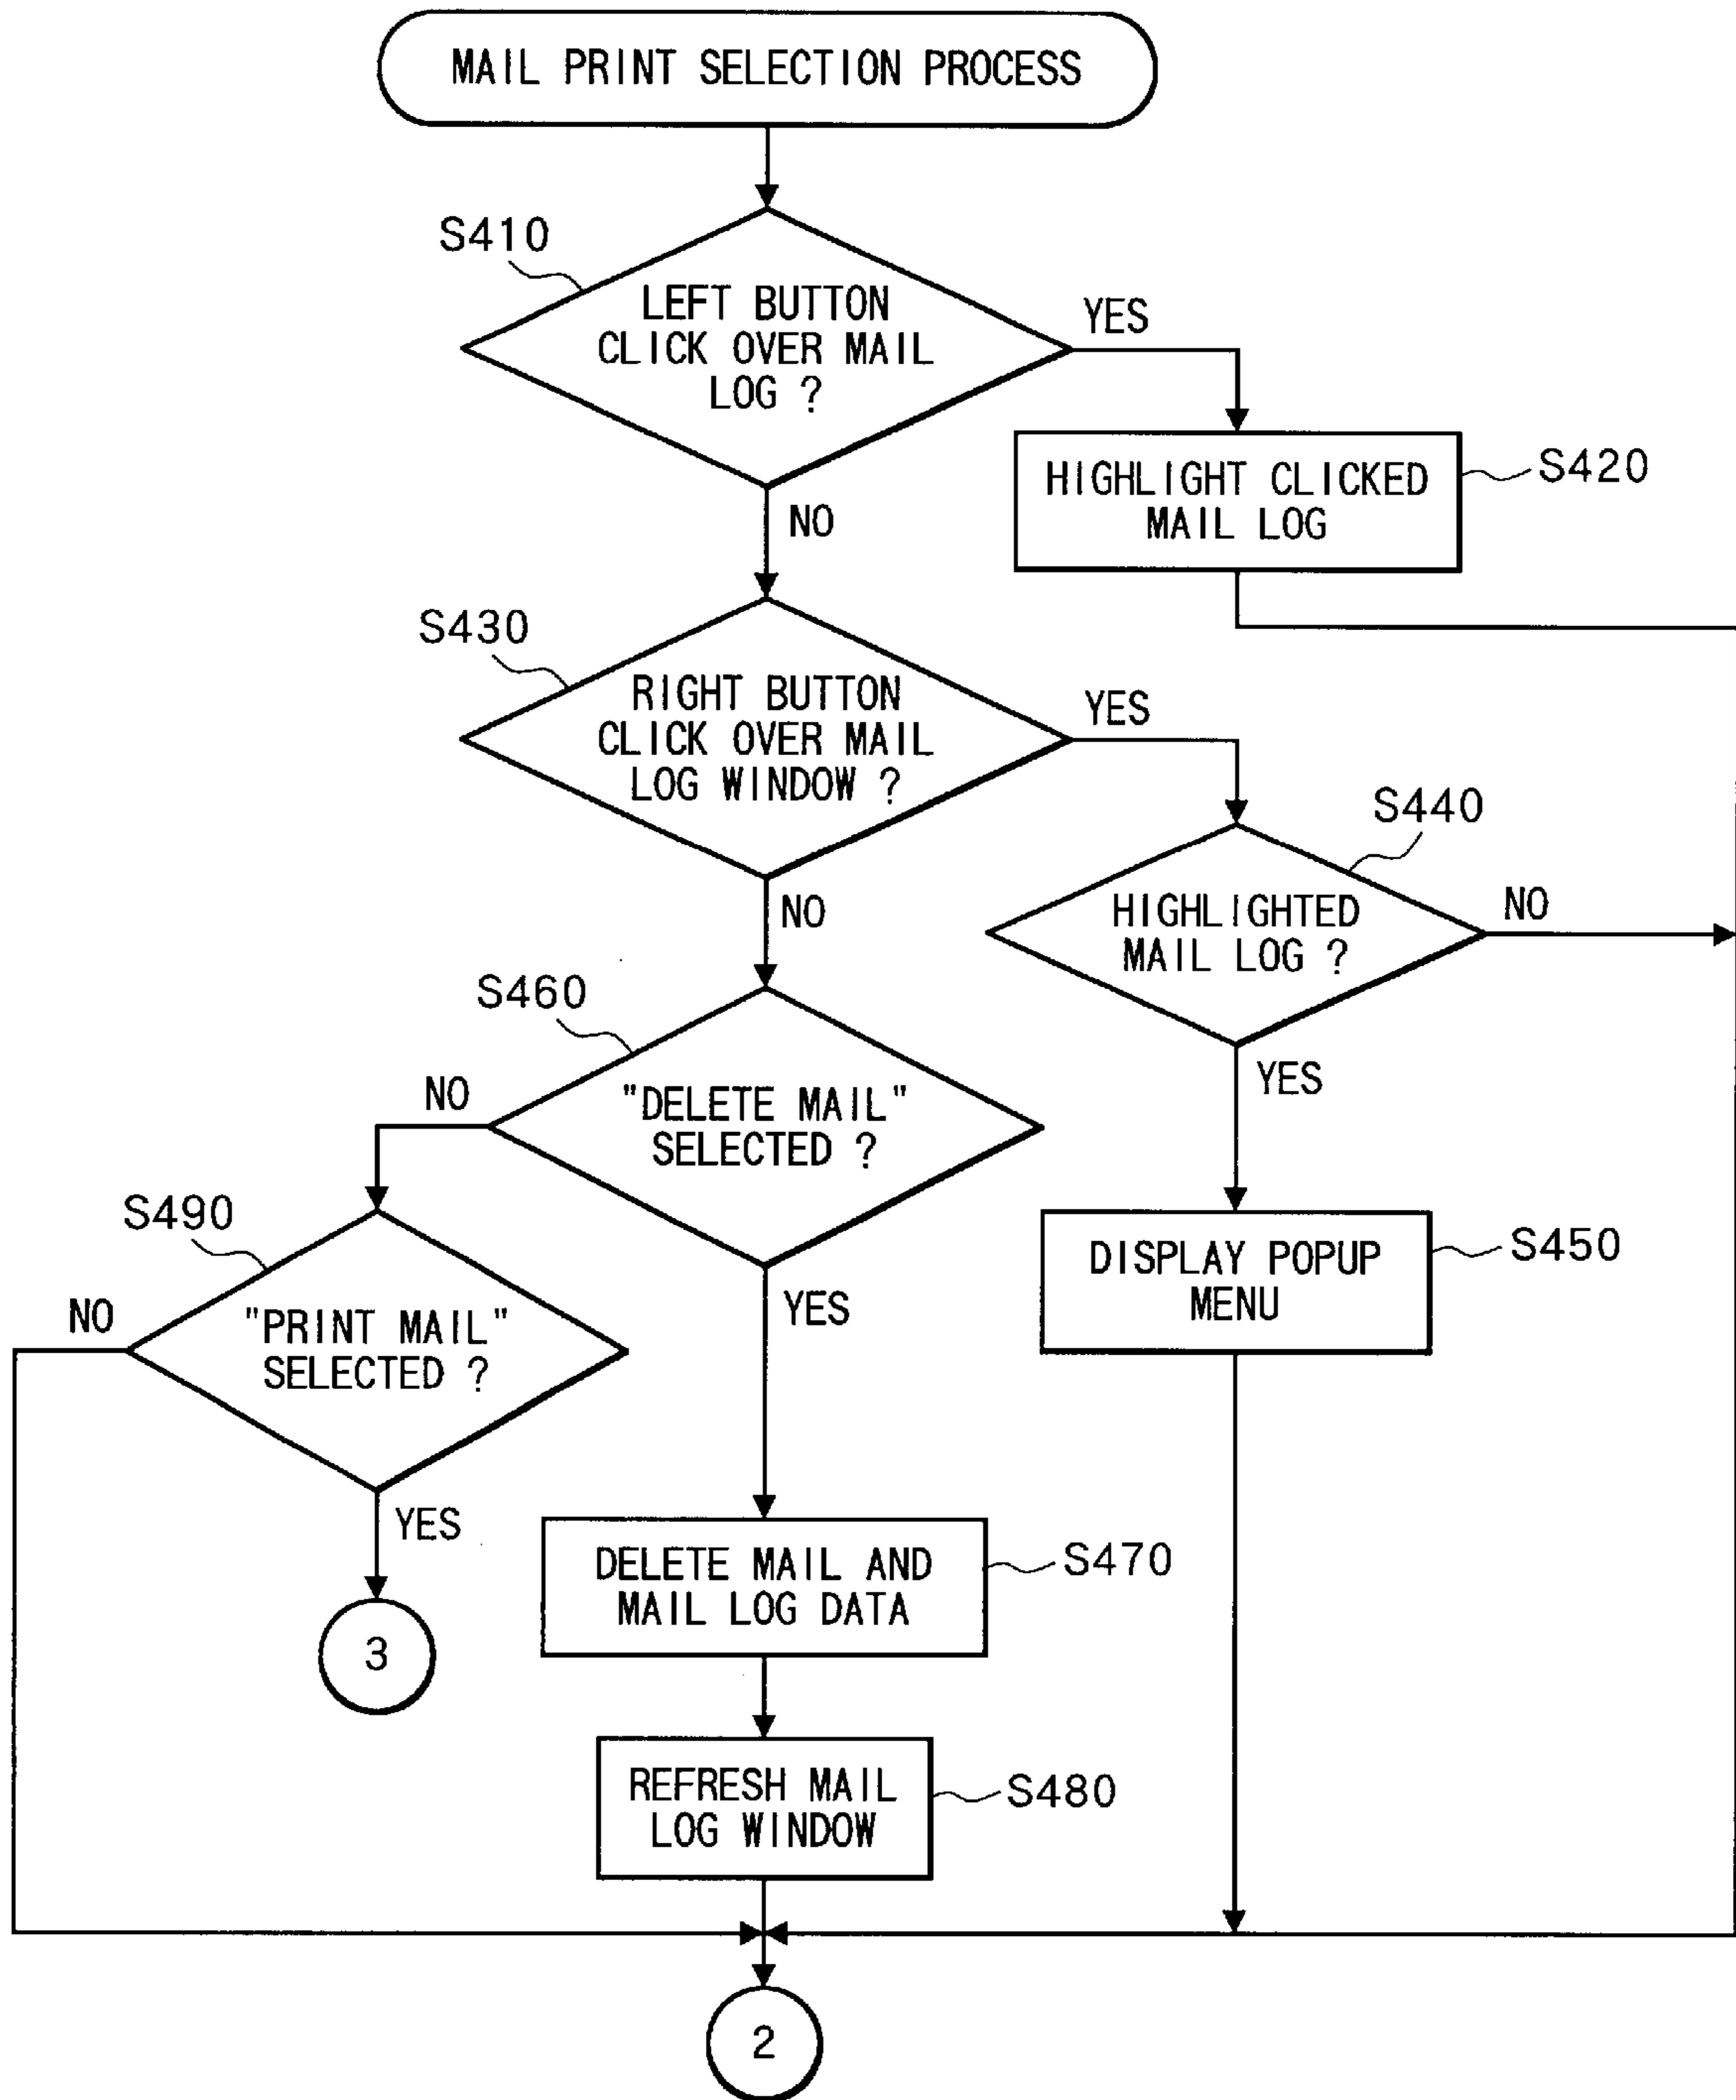 MAIL PRINT SELECTION PROCESS
S410
LEFT BUTTON
CLICK OVER MAIL
LOG ?
YES
HIGHLIGHT CLICKED
MAIL LOG
S420
NO
S430
RIGHT BUTTON
CLICK OVER MAIL
LOG WINDOW ?
YES
S440
HIGHLIGHTED
MAIL LOG ?
NO
NO
YES
S460
"DELETE MAIL"
SELECTED ?
NO
S490
"PRINT MAIL"
SELECTED ?
NO
YES
DISPLAY POPUP
MENU
S450
YES
3
DELETE MAIL AND
MAIL LOG DATA
S470
REFRESH MAIL
LOG WINDOW
S480
2